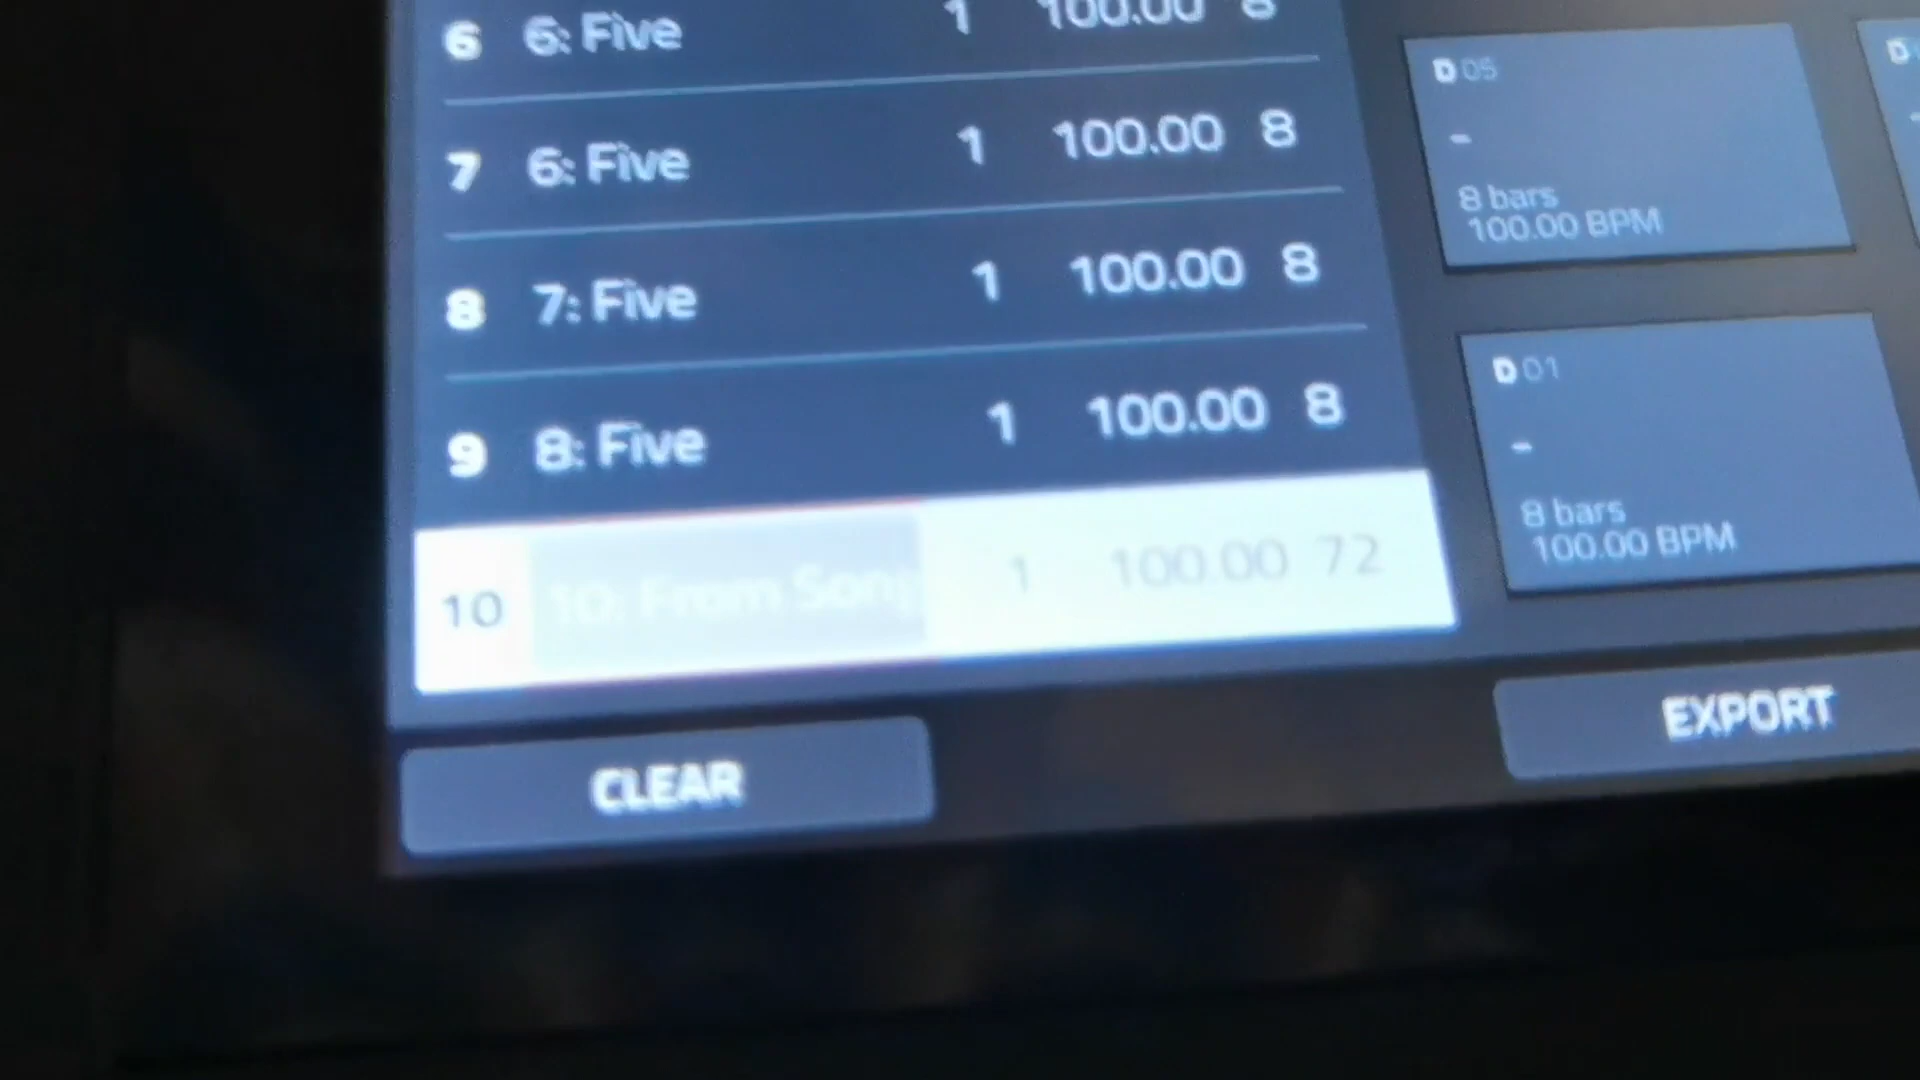 6 6: Five 1 100.00 8
7 6: Five 1 100.00 8
8 7: Five 1 100.00 8
9 8: Five 1 100.00 8
10 10: From Song 1 100.00 72
CLEAR
D 05
-
8 bars
100.00 BPM
D 01
-
8 bars
100.00 BPM
D
EXPORT